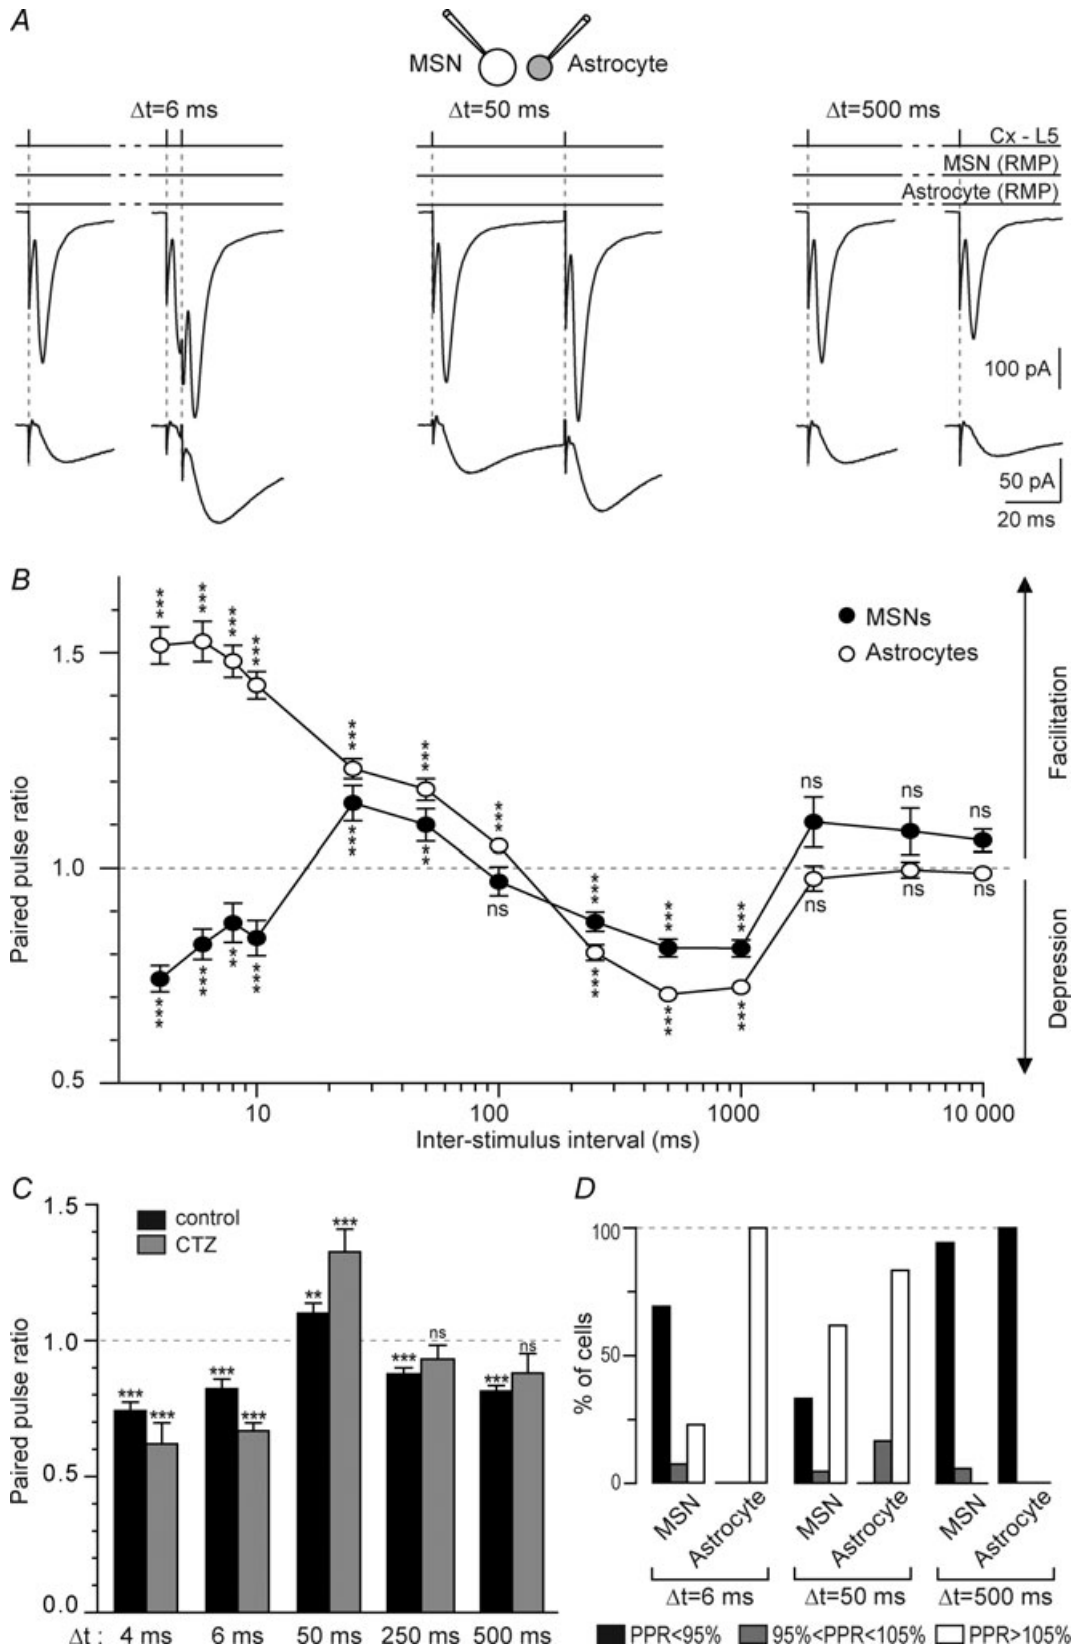 A
MSN Astrocyte
Δt=6 ms Δt=50 ms Δt=500 ms
Cx - L5
MSN (RMP)
Astrocyte (RMP)
100 pA
50 pA
20 ms
B
*** *** *** ***
MSNs
Astrocytes
1.5
*** *** ***
Facilitation
Paired pulse ratio
ns ns ns
1.0
*** ** ns *** *** ***
ns ns ns
*** *** ** ***
*** *** ***
Depression
0.5
10 100 1000 10 000
Inter-stimulus interval (ms)
C
1.5
control
CTZ
***
**
ns
1.0
*** *** ns
*** *** *** ***
Paired pulse ratio
0.5
0.0
Δt : 4 ms 6 ms 50 ms 250 ms 500 ms
D
100
% of cells
50
0
MSN Astrocyte MSN Astrocyte MSN Astrocyte
Δt=6 ms Δt=50 ms Δt=500 ms
PPR<95% 95%<PPR<105% PPR>105%